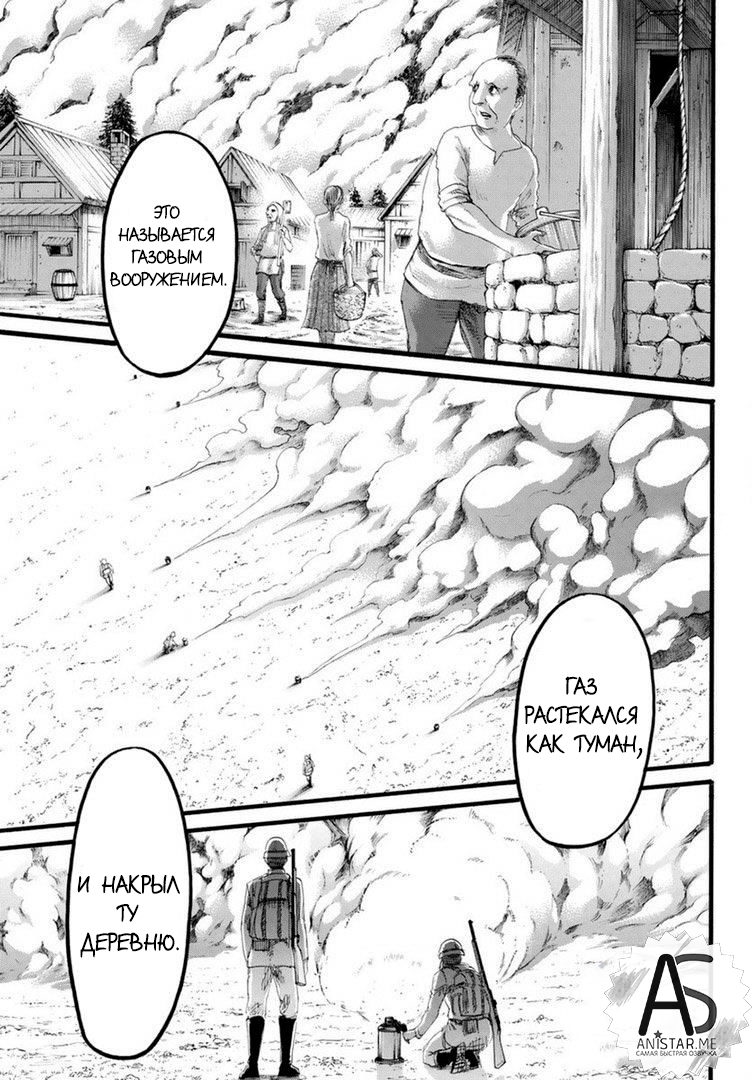 ЭТО
НАЗЫВАЕТСЯ
ГАЗОВЫМ
ВООРУЖЕНИЕМ.
ГАЗ
РАСТЕКАЛСЯ
КАК ТУМАН,
И НАКРЫЛ
ТУ
ДЕРЕВНЮ.
AS
ANISTAR.ME
САМАЯ БЫСТРАЯ ОЗВУЧКА